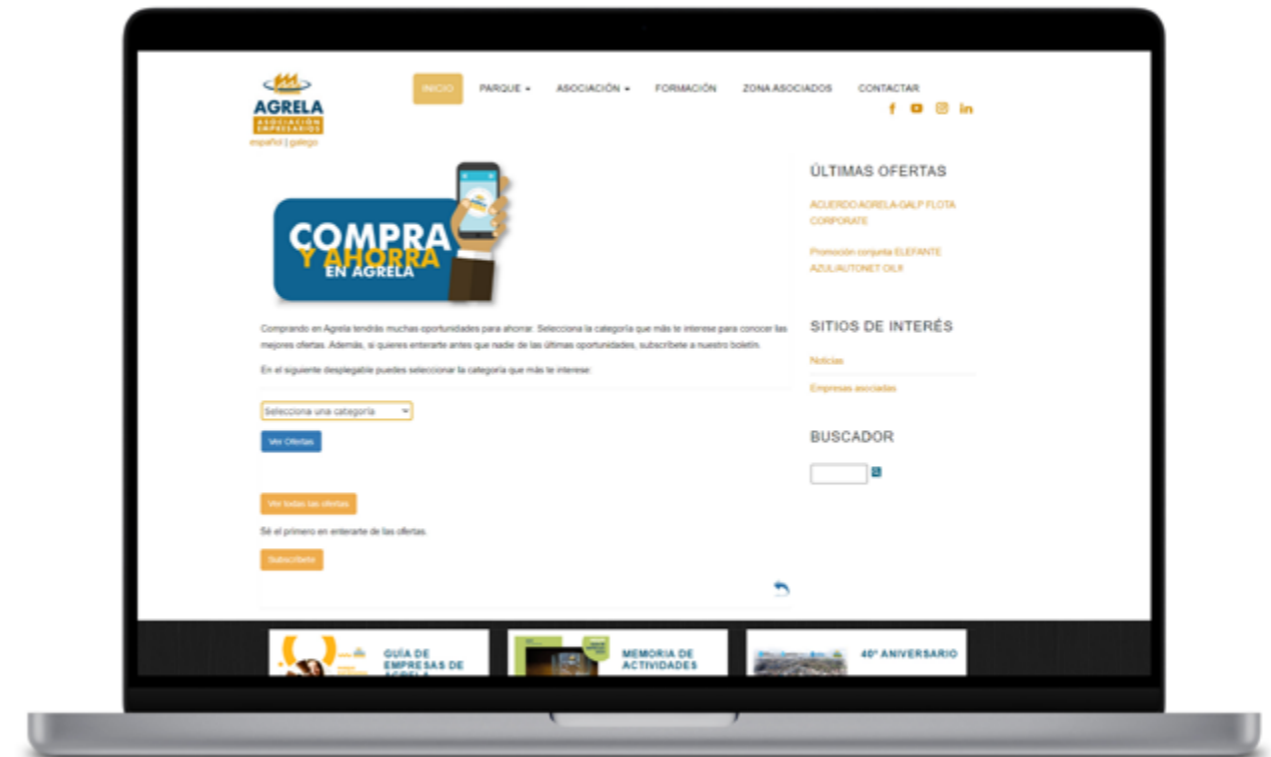 AGRELA
ASOCIACIÓN
EMPRESARIOS
español | galego
INICIO
PARQUE
ASOCIACIÓN
FORMACIÓN
ZONA ASOCIADOS
CONTACTAR
COMPRA
Y AHORRA
EN AGRELA
Comprando en Agrela tendrás muchas oportunidades para ahorrar. Selecciona la categoría que más te interese para conocer las
mejores ofertas. Además, si quieres enterarte antes que nadie de las últimas oportunidades, subscríbete a nuestro boletín.
En el siguiente desplegable puedes seleccionar la categoría que más te interese:
Selecciona una categoría
Ver Ofertas
Ver todas las ofertas
Sé el primero en enterarte de las ofertas.
Subscríbete
ÚLTIMAS OFERTAS
ACUERDO AGRELA-GALP FLOTA
CORPORATE
Promoción conjunta ELEFANTE
AZUL/AUTONET OIL®
SITIOS DE INTERÉS
Noticias
Empresas asociadas
BUSCADOR
GUÍA DE
EMPRESAS DE
AGRELA
MEMORIA DE
ACTIVIDADES
40º ANIVERSARIO